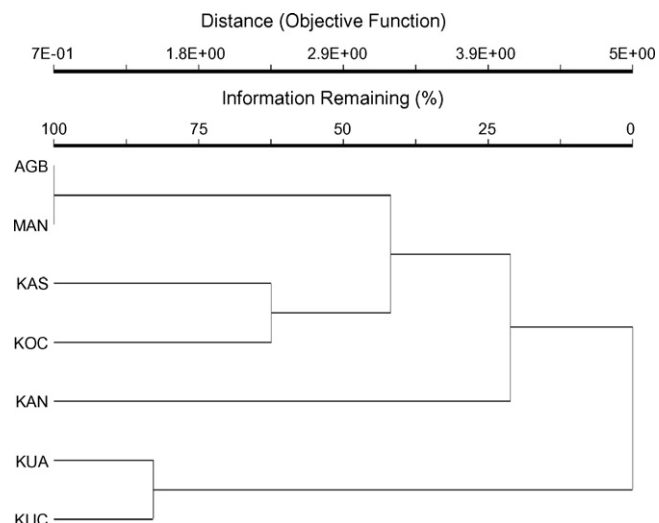 Distance (Objective Function)
7E-01 1.8E+00 2.9E+00 3.9E+00 5E+00
Information Remaining (%)
100 75 50 25 0
AGB
MAN
KAS
KOC
KAN
KUA
KUC